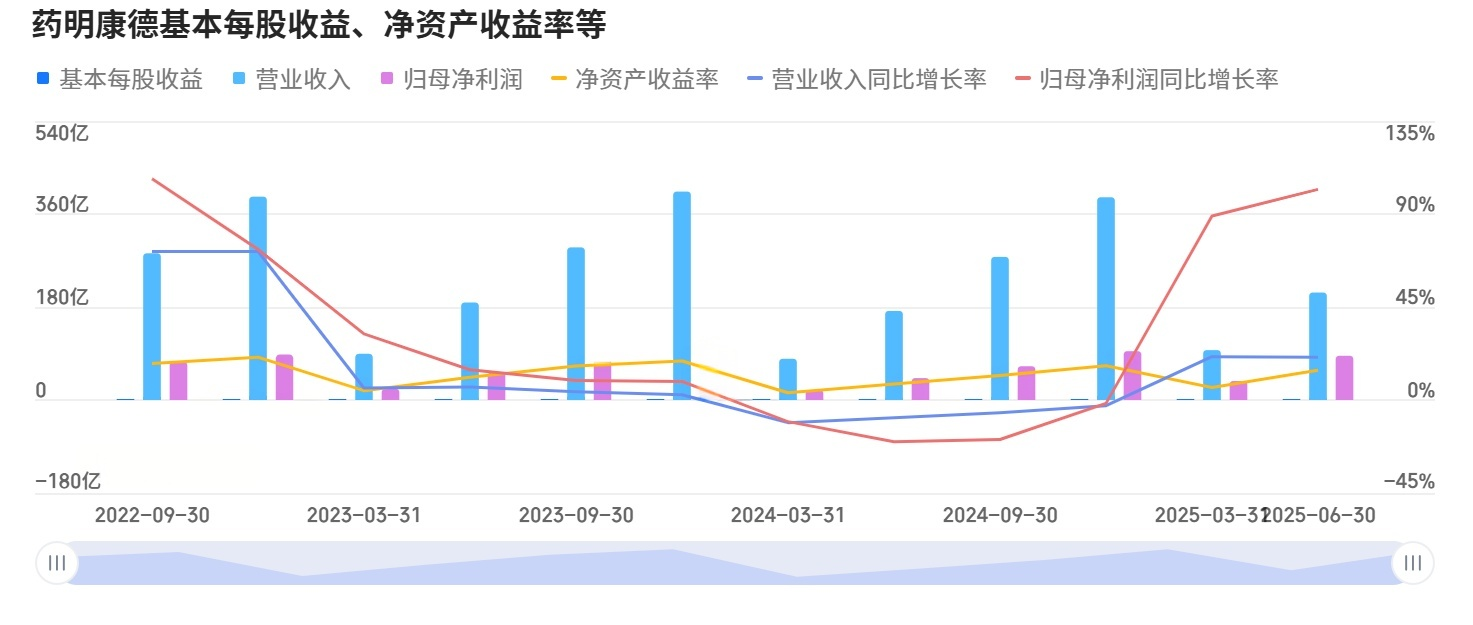 药明康德基本每股收益、净资产收益率等
基本每股收益 营业收入 归母净利润 净资产收益率 营业收入同比增长率 归母净利润同比增长率
540亿 135%
360亿 90%
180亿 45%
0 0%
-180亿 -45%
2022-09-30 2023-03-31 2023-09-30 2024-03-31 2024-09-30 2025-03-31 2025-06-30